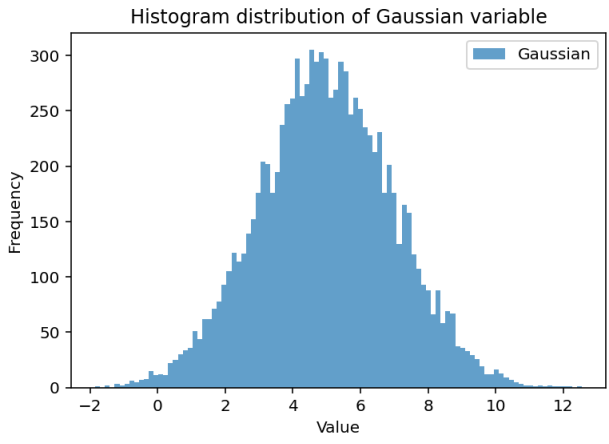 Histogram distribution of Gaussian variable
Gaussian
Frequency
300
250
200
150
100
50
0
−2 0 2 4 6 8 10 12
Value